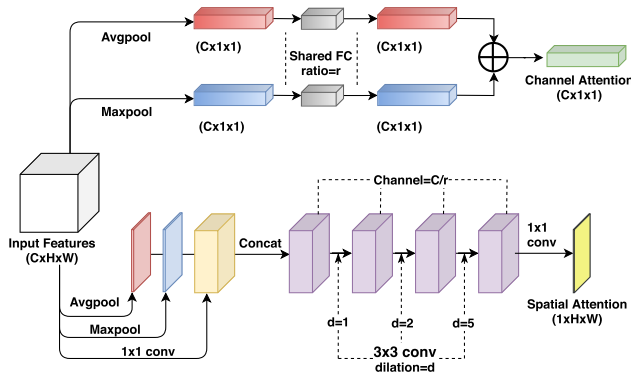 Avgpool
(Cx1x1)
(Cx1x1)
Shared FC
ratio=r
Channel Attention
(Cx1x1)
Maxpool
(Cx1x1)
(Cx1x1)
Input Features
(CxHxW)
Channel=C/r
Concat
1x1
conv
Avgpool
Maxpool
1x1 conv
d=1
d=2
d=5
3x3 conv
dilation=d
Spatial Attention
(1xHxW)